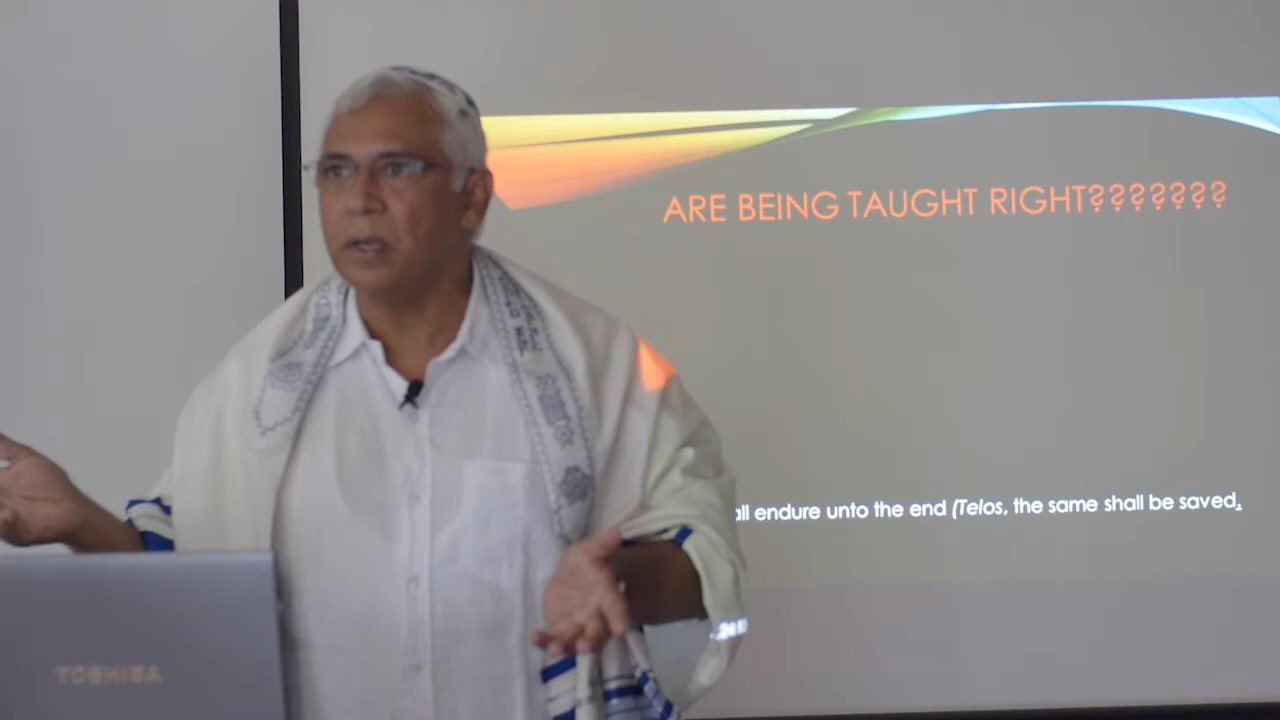 ARE BEING TAUGHT RIGHT???????
all endure unto the end (Telos, the same shall be saved.
TOSHIBA